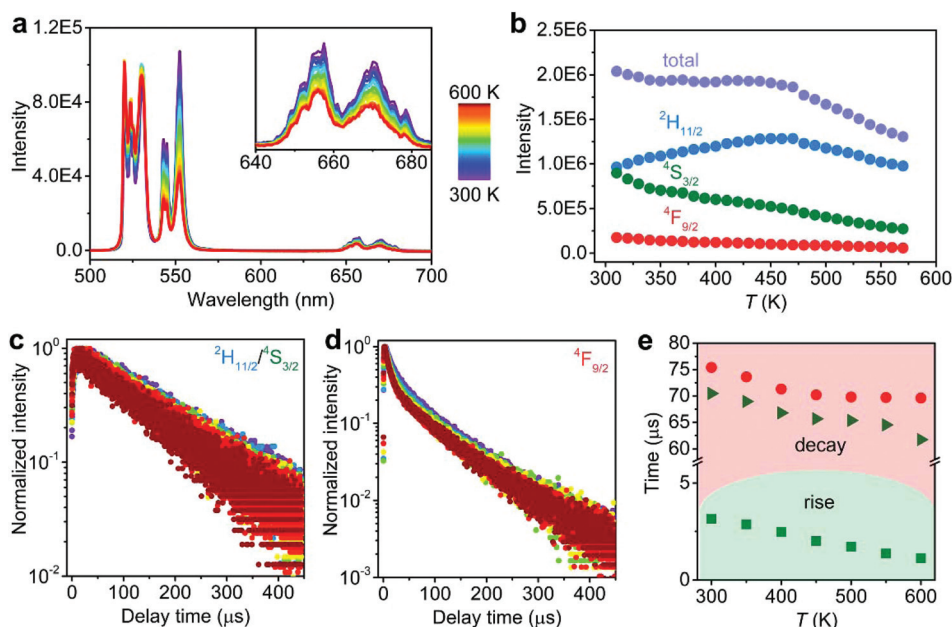 a
Intensity
1.2E5
8.0E4
4.0E4
0.0
500 550 600 650 700
Wavelength (nm)
640 660 680
600 K
300 K
b
Intensity
2.5E6
2.0E6
1.5E6
1.0E6
5.0E5
0.0
total
²H₁₁/₂
⁴S₃/₂
⁴F₉/₂
300 350 400 450 500 550 600
T (K)
c
Normalized intensity
10⁰
10⁻¹
10⁻²
²H₁₁/₂/⁴S₃/₂
0 100 200 300 400
Delay time (μs)
d
Normalized intensity
10⁰
10⁻¹
10⁻²
10⁻³
⁴F₉/₂
0 100 200 300 400
Delay time (μs)
e
Time (μs)
80
75
70
65
60
5
0
decay
rise
300 400 500 600
T (K)